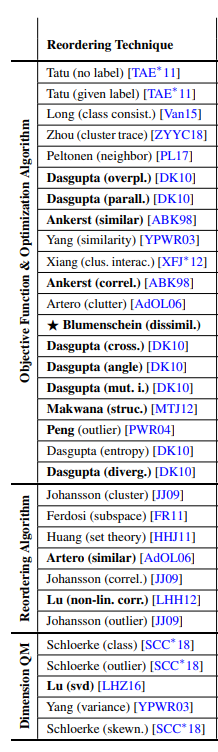 Reordering Technique
Objective Function & Optimization Algorithm
Tatu (no label) [TAE*11]
Tatu (given label) [TAE*11]
Long (class consist.) [Van15]
Zhou (cluster trace) [ZYYC18]
Peltonen (neighbor) [PL17]
Dasgupta (overpl.) [DK10]
Dasgupta (parall.) [DK10]
Ankerst (similar) [ABK98]
Yang (similarity) [YPWR03]
Xiang (clus. interac.) [XFJ*12]
Ankerst (correl.) [ABK98]
Artero (clutter) [AdOL06]
★ Blumenschein (dissimil.)
Dasgupta (cross.) [DK10]
Dasgupta (angle) [DK10]
Dasgupta (mut. i.) [DK10]
Makwana (struc.) [MTJ12]
Peng (outlier) [PWR04]
Dasgupta (entropy) [DK10]
Dasgupta (diverg.) [DK10]
Reordering Algorithm
Johansson (cluster) [JJ09]
Ferdosi (subspace) [FR11]
Huang (set theory) [HHJ11]
Artero (similar) [AdOL06]
Johansson (correl.) [JJ09]
Lu (non-lin. corr.) [LHH12]
Johansson (outlier) [JJ09]
Dimension QM
Schloerke (class) [SCC*18]
Schloerke (outlier) [SCC*18]
Lu (svd) [LHZ16]
Yang (variance) [YPWR03]
Schloerke (skewn.) [SCC*18]